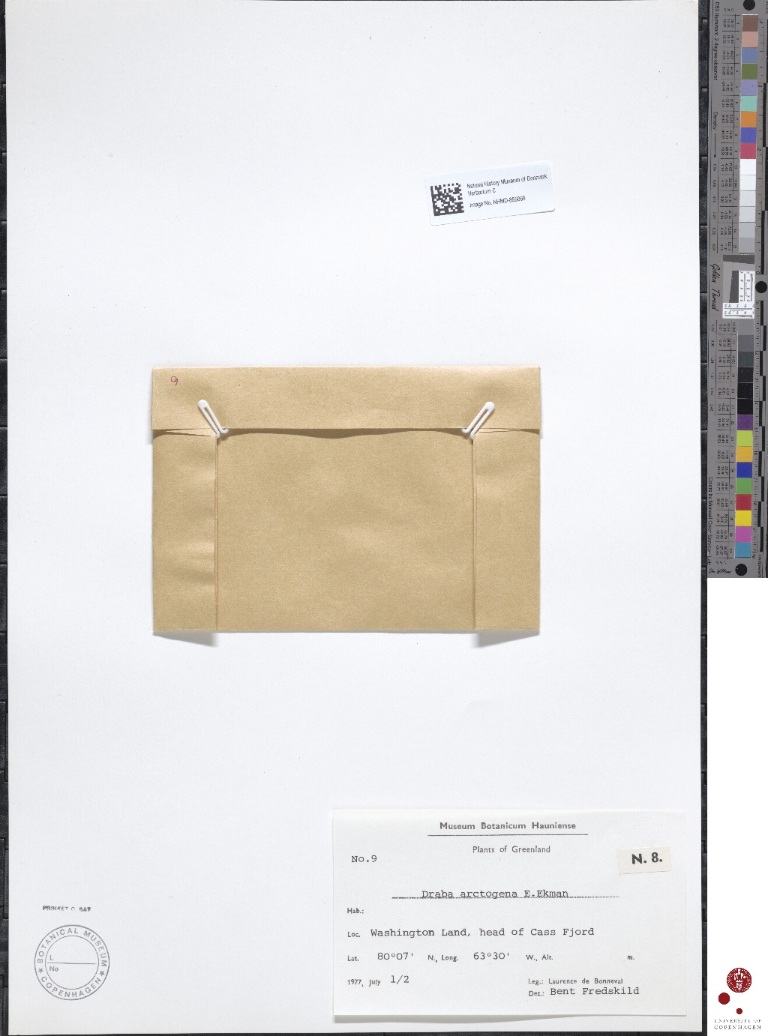 Natural History Museum of Denmark
Herbarium C
9
Museum Botanicum Hauniense
Plants of Greenland
No.9
N. 8.
Draba arctogena E.Ekman
Hab.:
Loc. Washington Land, head of Cass Fjord
Lat. 80°07' N., Long. 63°30' W., Alt. m.
1977, july 1/2
Leg.: Laurence de Bonneval
Det.: Bent Fredskild
BOTANICAL MUSEUM
L
No
COPENHAGEN
Golden Thread
UNIVERSITY OF
COPENHAGEN